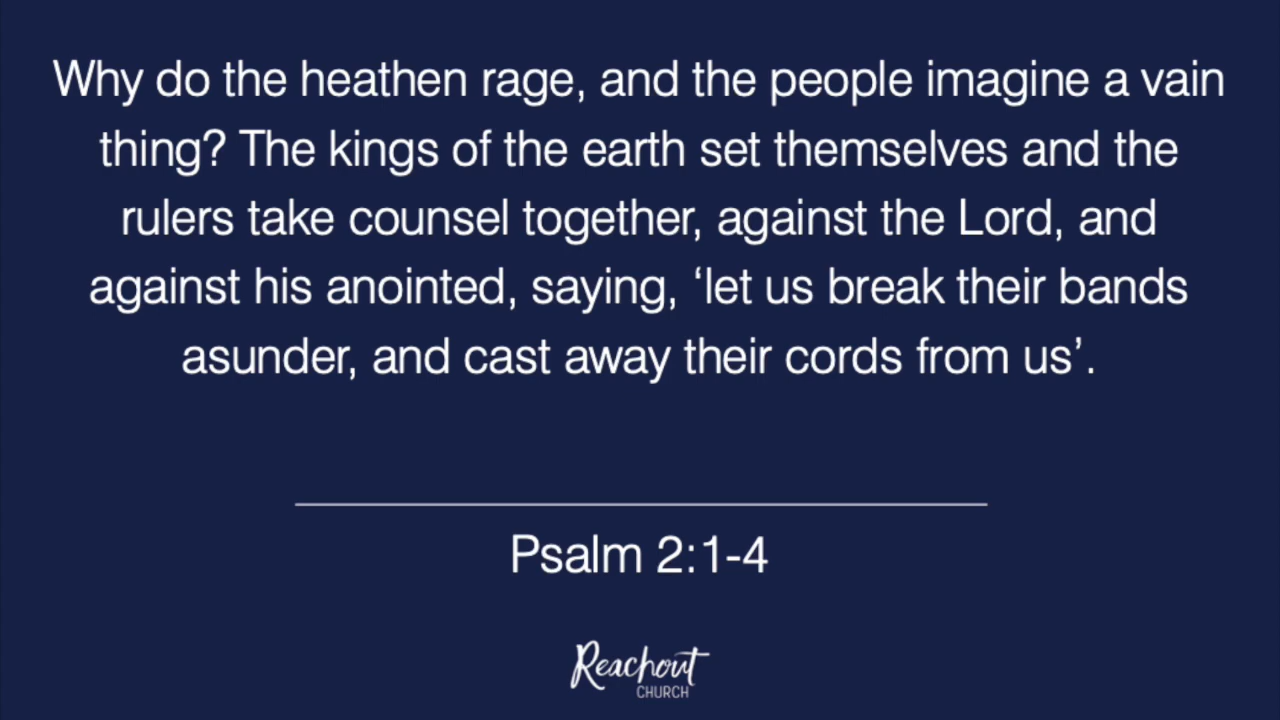 Why do the heathen rage, and the people imagine a vain
thing? The kings of the earth set themselves and the
rulers take counsel together, against the Lord, and
against his anointed, saying, ‘let us break their bands
asunder, and cast away their cords from us’.
Psalm 2:1-4
Reachout
CHURCH